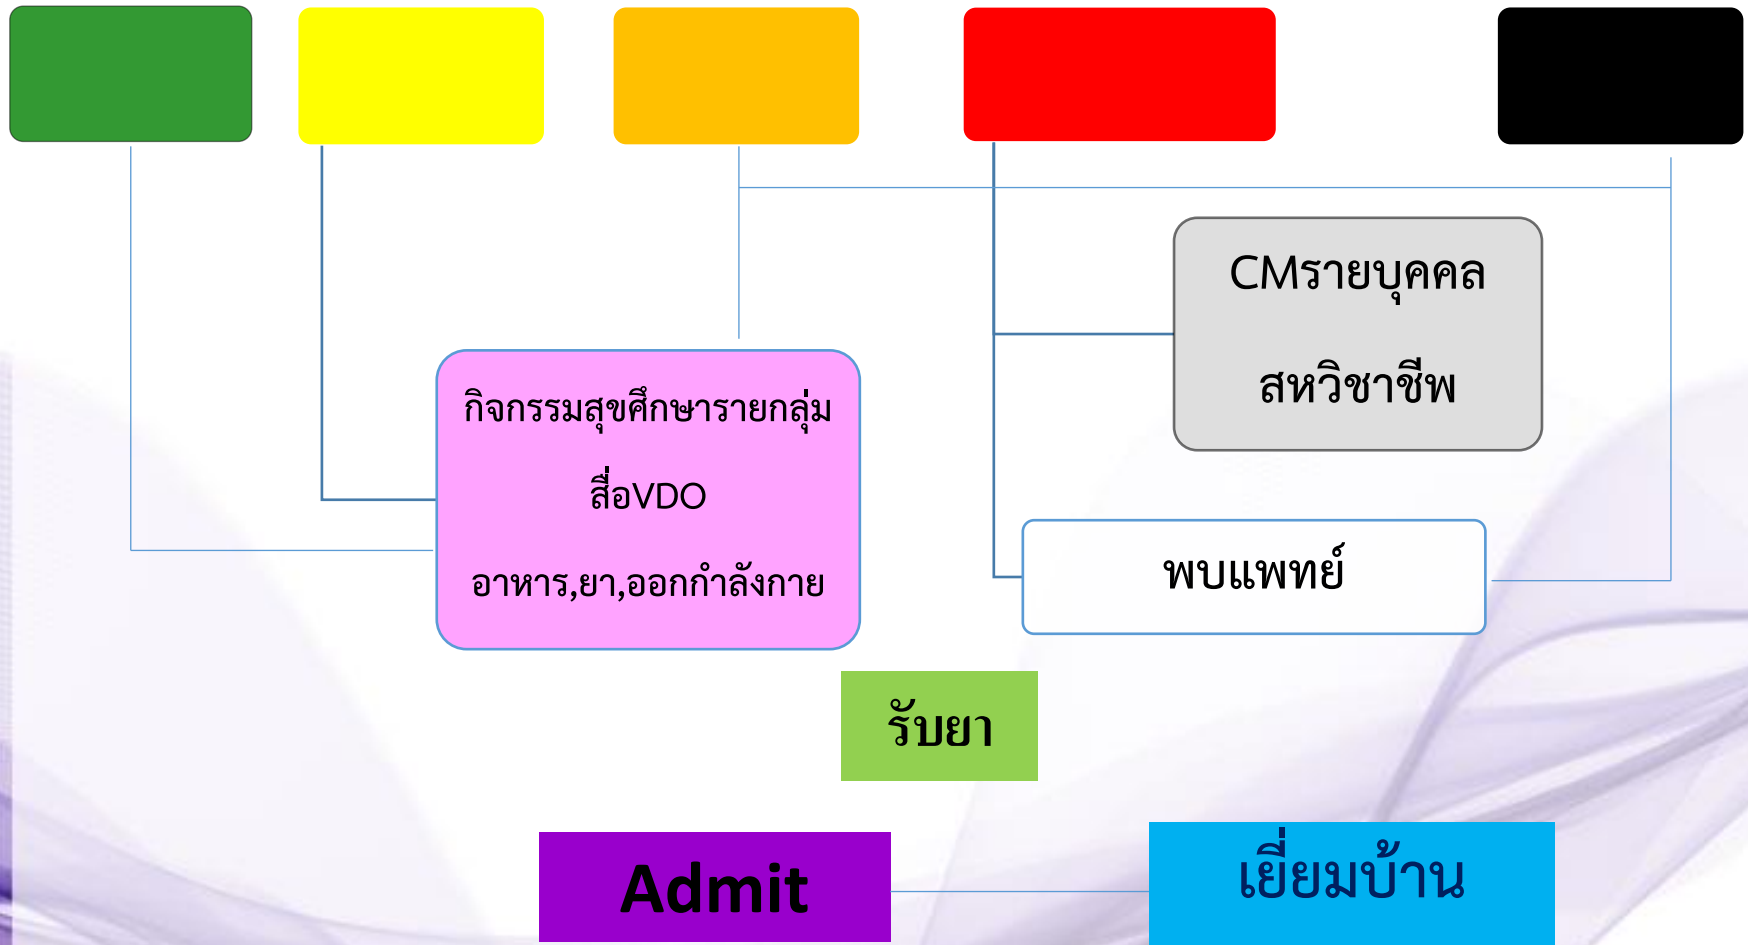 CMรายบุคคล
สหวิชาชีพ
กิจกรรมสุขศึกษารายกลุ่ม
สื่อVDO
อาหาร,ยา,ออกกำลังกาย
พบแพทย์
รับยา
Admit
เยี่ยมบ้าน